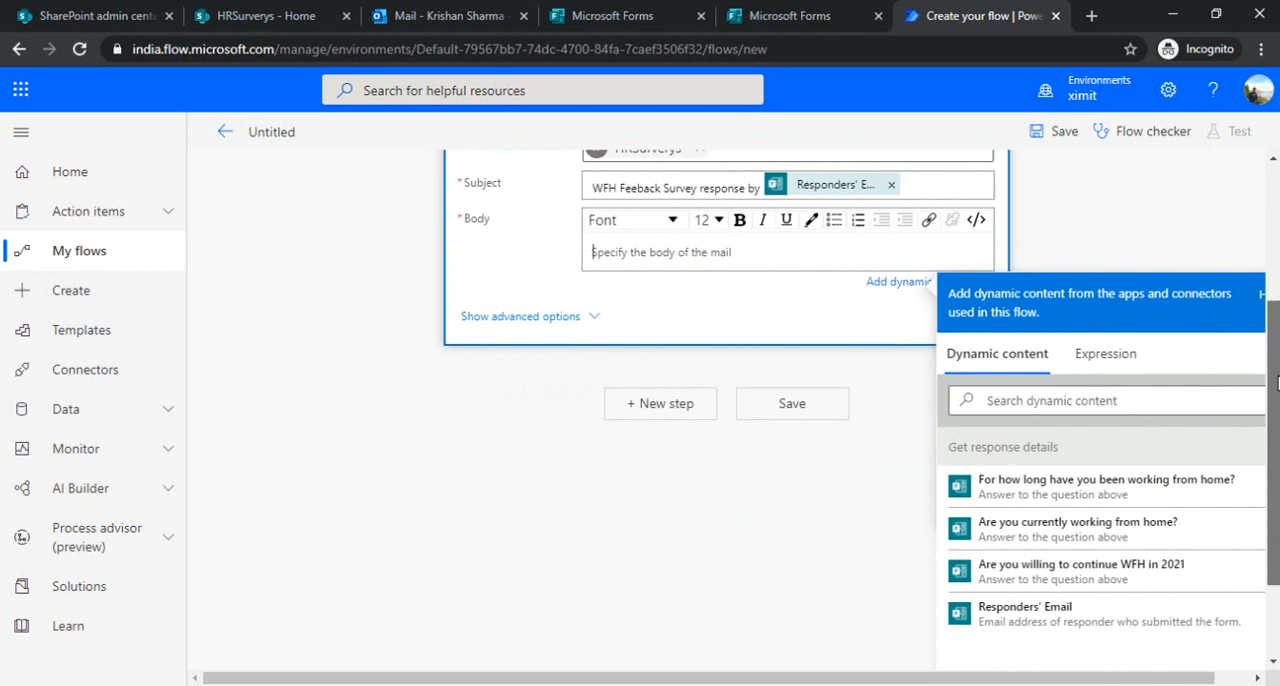 SharePoint admin cent
HRSurverys - Home
Mail - Krishan Sharma -
Microsoft Forms
Microsoft Forms
Create your flow | Powe
india.flow.microsoft.com/manage/environments/Default-79567bb7-74dc-4700-84fa-7caef3506f32/flows/new
Incognito
Search for helpful resources
Environments
ximit
Untitled
Save
Flow checker
Test
Home
Action items
My flows
Create
Templates
Connectors
Data
Monitor
AI Builder
Process advisor
(preview)
Solutions
Learn
HRSurverys
* Subject
WFH Feeback Survey response by
Responders' E...
* Body
Font
12
B I U
Specify the body of the mail
Add dynamic
Show advanced options
+ New step
Save
Add dynamic content from the apps and connectors
used in this flow.
H
Dynamic content
Expression
Search dynamic content
Get response details
For how long have you been working from home?
Answer to the question above
Are you currently working from home?
Answer to the question above
Are you willing to continue WFH in 2021
Answer to the question above
Responders' Email
Email address of responder who submitted the form.